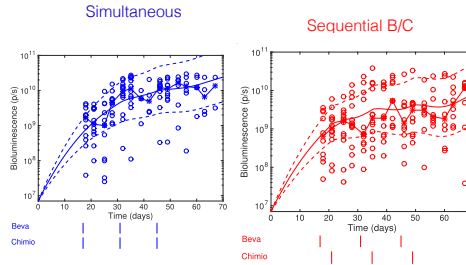 Simultaneous
Bioluminescence (p/s)
10^11
10^10
10^9
10^8
10^7
0 10 20 30 40 50 60 70
Time (days)
Beva
Chimio
Sequential B/C
Bioluminescence (p/s)
10^11
10^10
10^9
10^8
10^7
0 10 20 30 40 50 60
Time (days)
Beva
Chimio